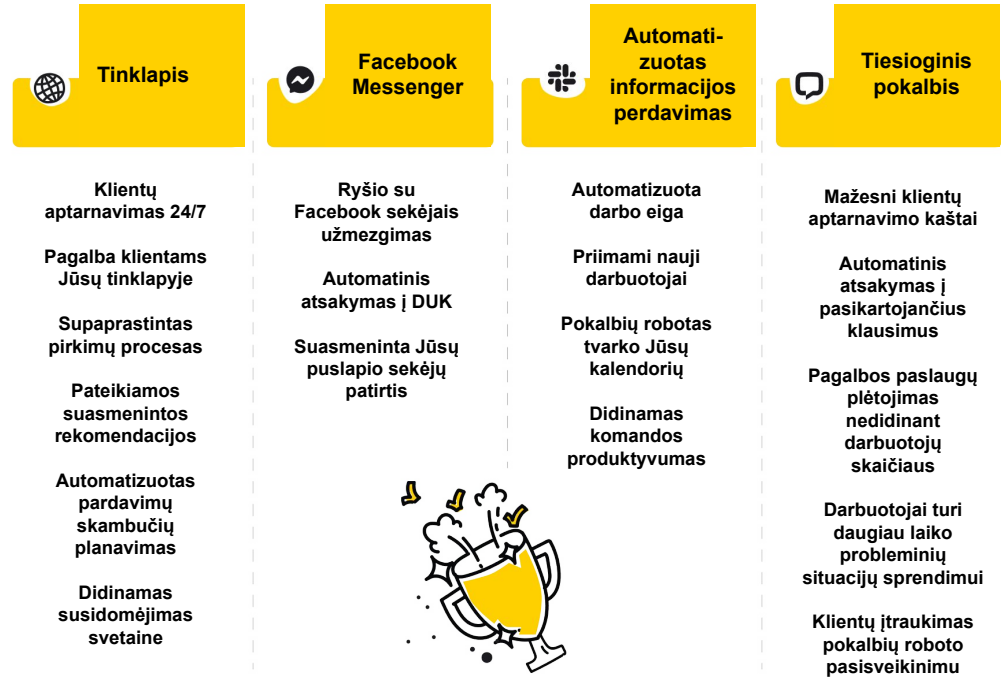 Tinklapis
Klientų
aptarnavimas 24/7
Pagalba klientams
Jūsų tinklapyje
Supaprastintas
pirkimų procesas
Pateikiamos
suasmenintos
rekomendacijos
Automatizuotas
pardavimų
skambučių
planavimas
Didinamas
susidomėjimas
svetaine
Facebook
Messenger
Ryšio su
Facebook sekėjais
užmezgimas
Automatinis
atsakymas į DUK
Suasmeninta Jūsų
puslapio sekėjų
patirtis
Automati-
zuotas
informacijos
perdavimas
Automatizuota
darbo eiga
Priimami nauji
darbuotojai
Pokalbių robotas
tvarko Jūsų
kalendorių
Didinamas
komandos
produktyvumas
Tiesioginis
pokalbis
Mažesni klientų
aptarnavimo kaštai
Automatinis
atsakymas į
pasikartojančius
klausimus
Pagalbos paslaugų
plėtojimas
nedidinant
darbuotojų
skaičiaus
Darbuotojai turi
daugiau laiko
probleminių
situacijų sprendimui
Klientų įtraukimas
pokalbių roboto
pasisveikinimu